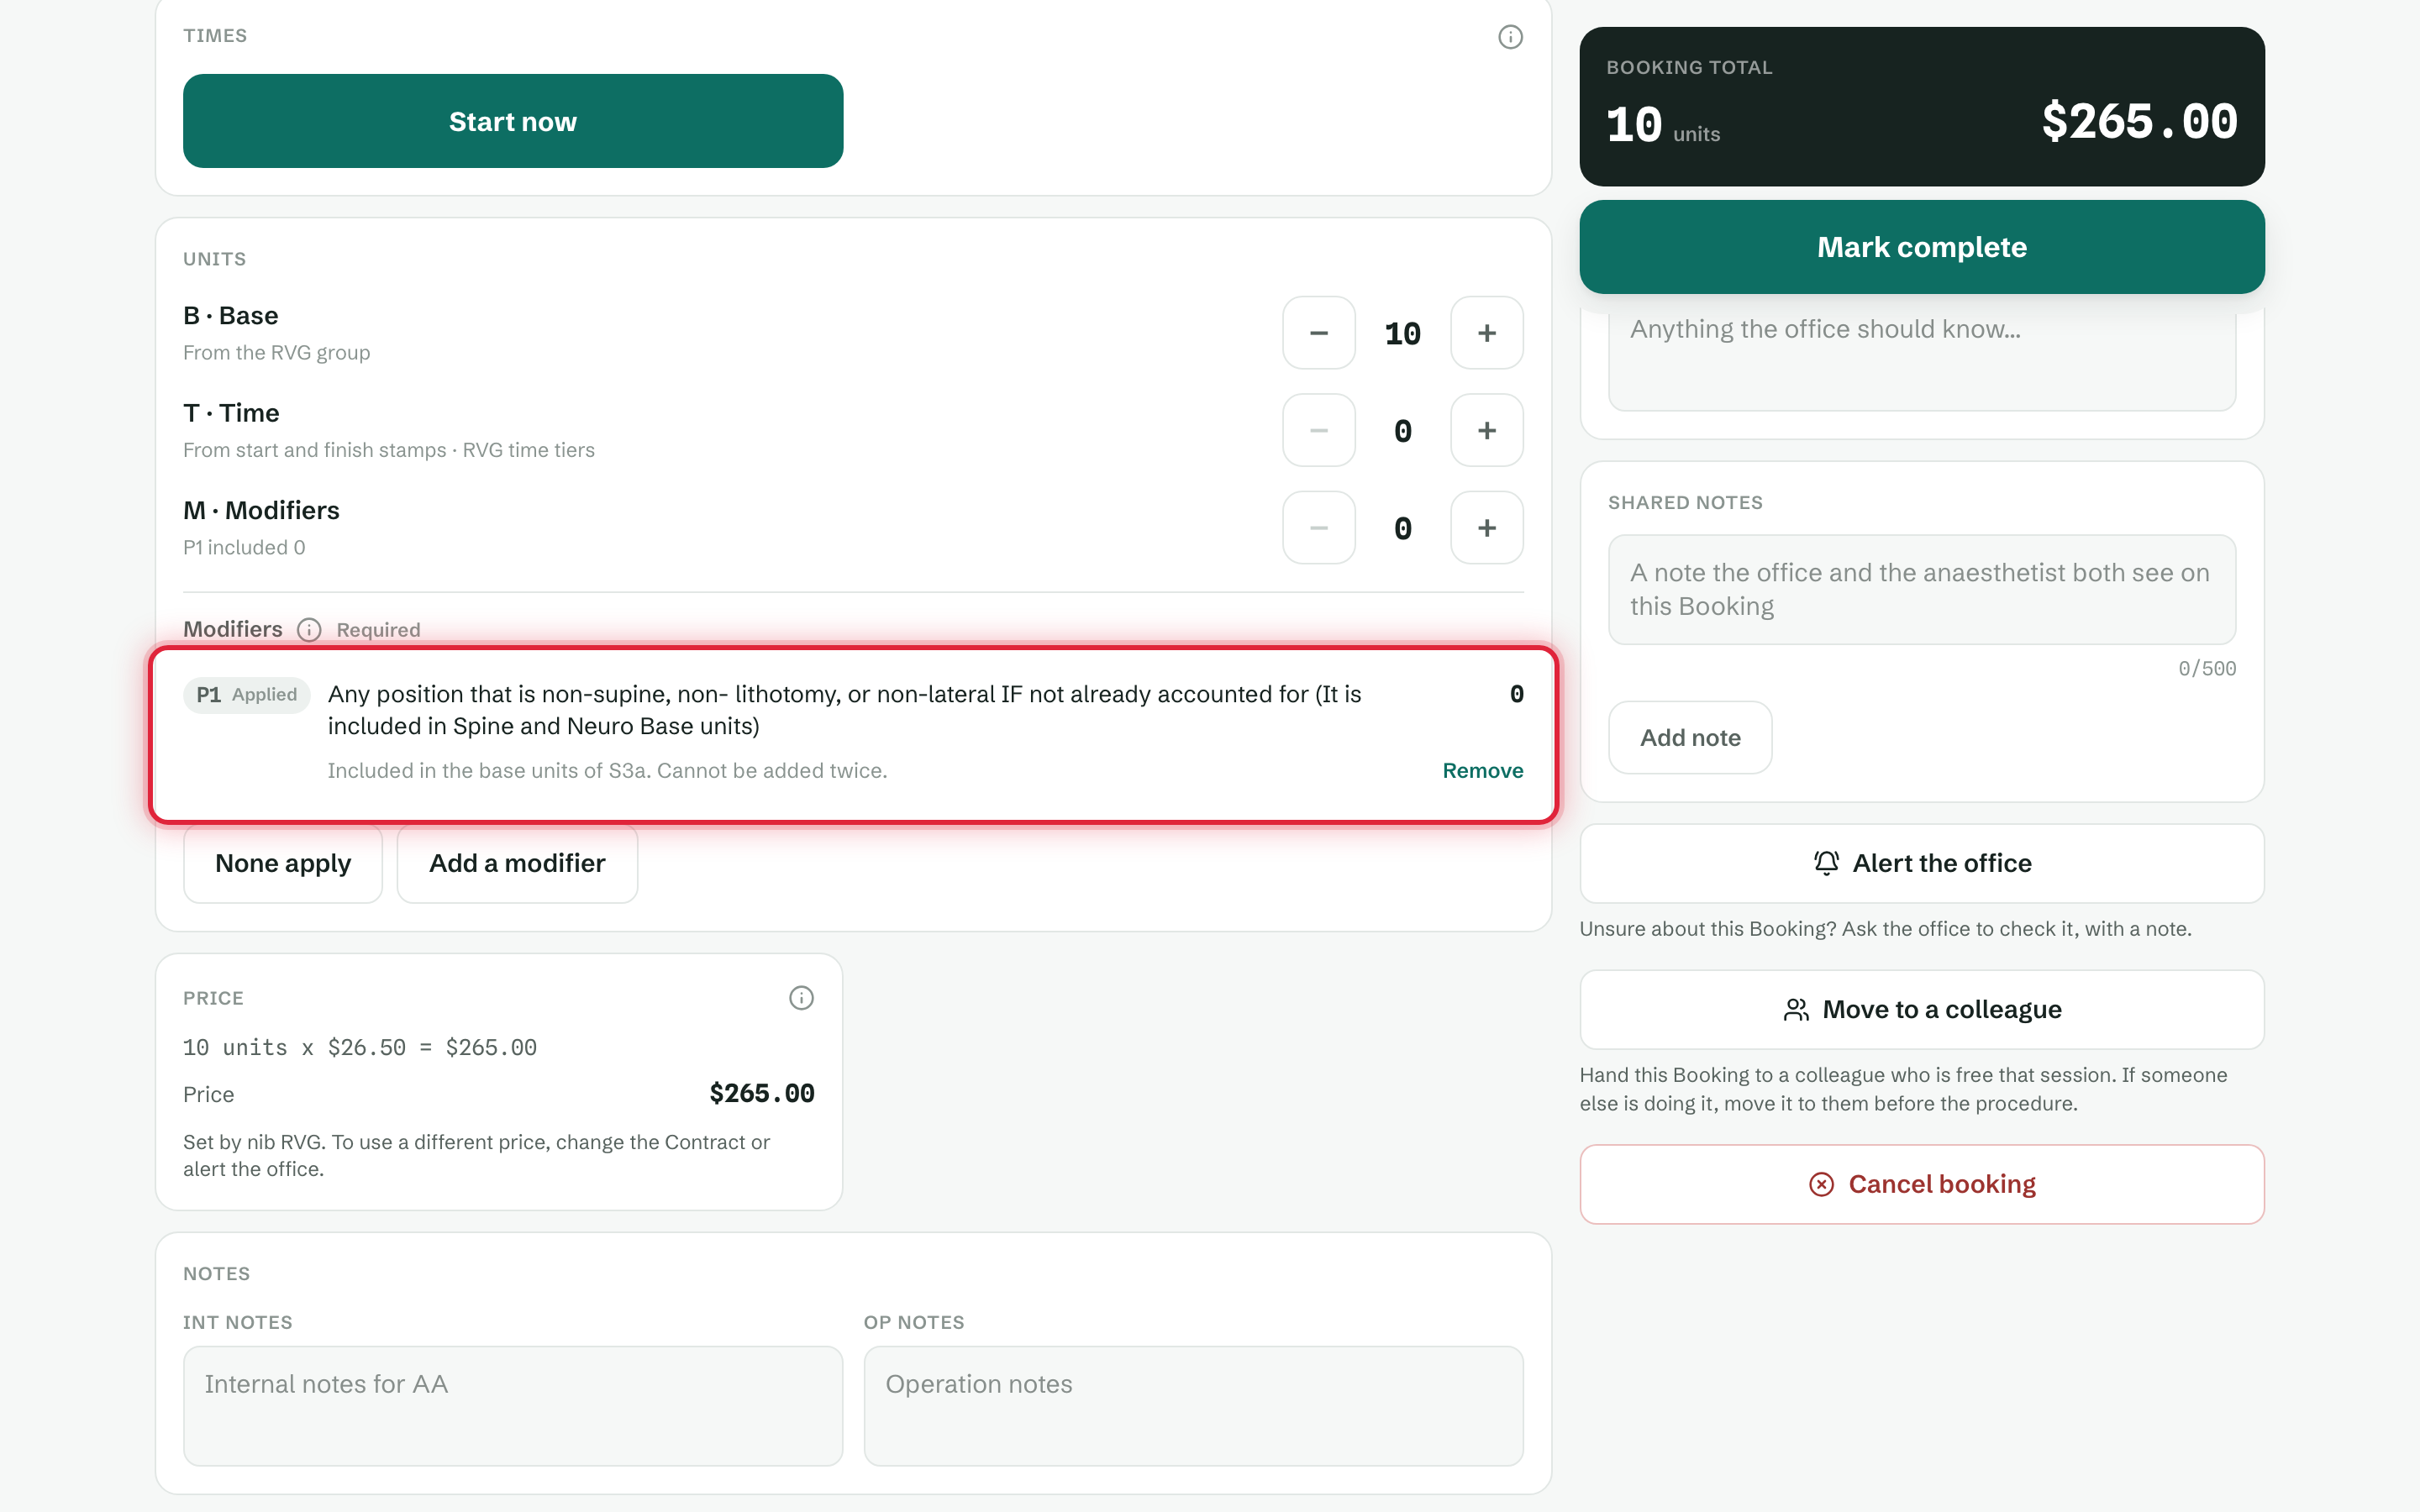 TIMES
Start now
UNITS
B · Base
From the RVG group
− 10 +
T · Time
From start and finish stamps · RVG time tiers
− 0 +
M · Modifiers
P1 included 0
− 0 +
Modifiers Required
P1 Applied Any position that is non-supine, non- lithotomy, or non-lateral IF not already accounted for (It is 0
included in Spine and Neuro Base units)
Included in the base units of S3a. Cannot be added twice. Remove
None apply Add a modifier
PRICE
10 units x $26.50 = $265.00
Price $265.00
Set by nib RVG. To use a different price, change the Contract or
alert the office.
NOTES
INT NOTES
Internal notes for AA
OP NOTES
Operation notes
BOOKING TOTAL
10 units $265.00
Mark complete
Anything the office should know...
SHARED NOTES
A note the office and the anaesthetist both see on
this Booking
0/500
Add note
Alert the office
Unsure about this Booking? Ask the office to check it, with a note.
Move to a colleague
Hand this Booking to a colleague who is free that session. If someone
else is doing it, move it to them before the procedure.
Cancel booking